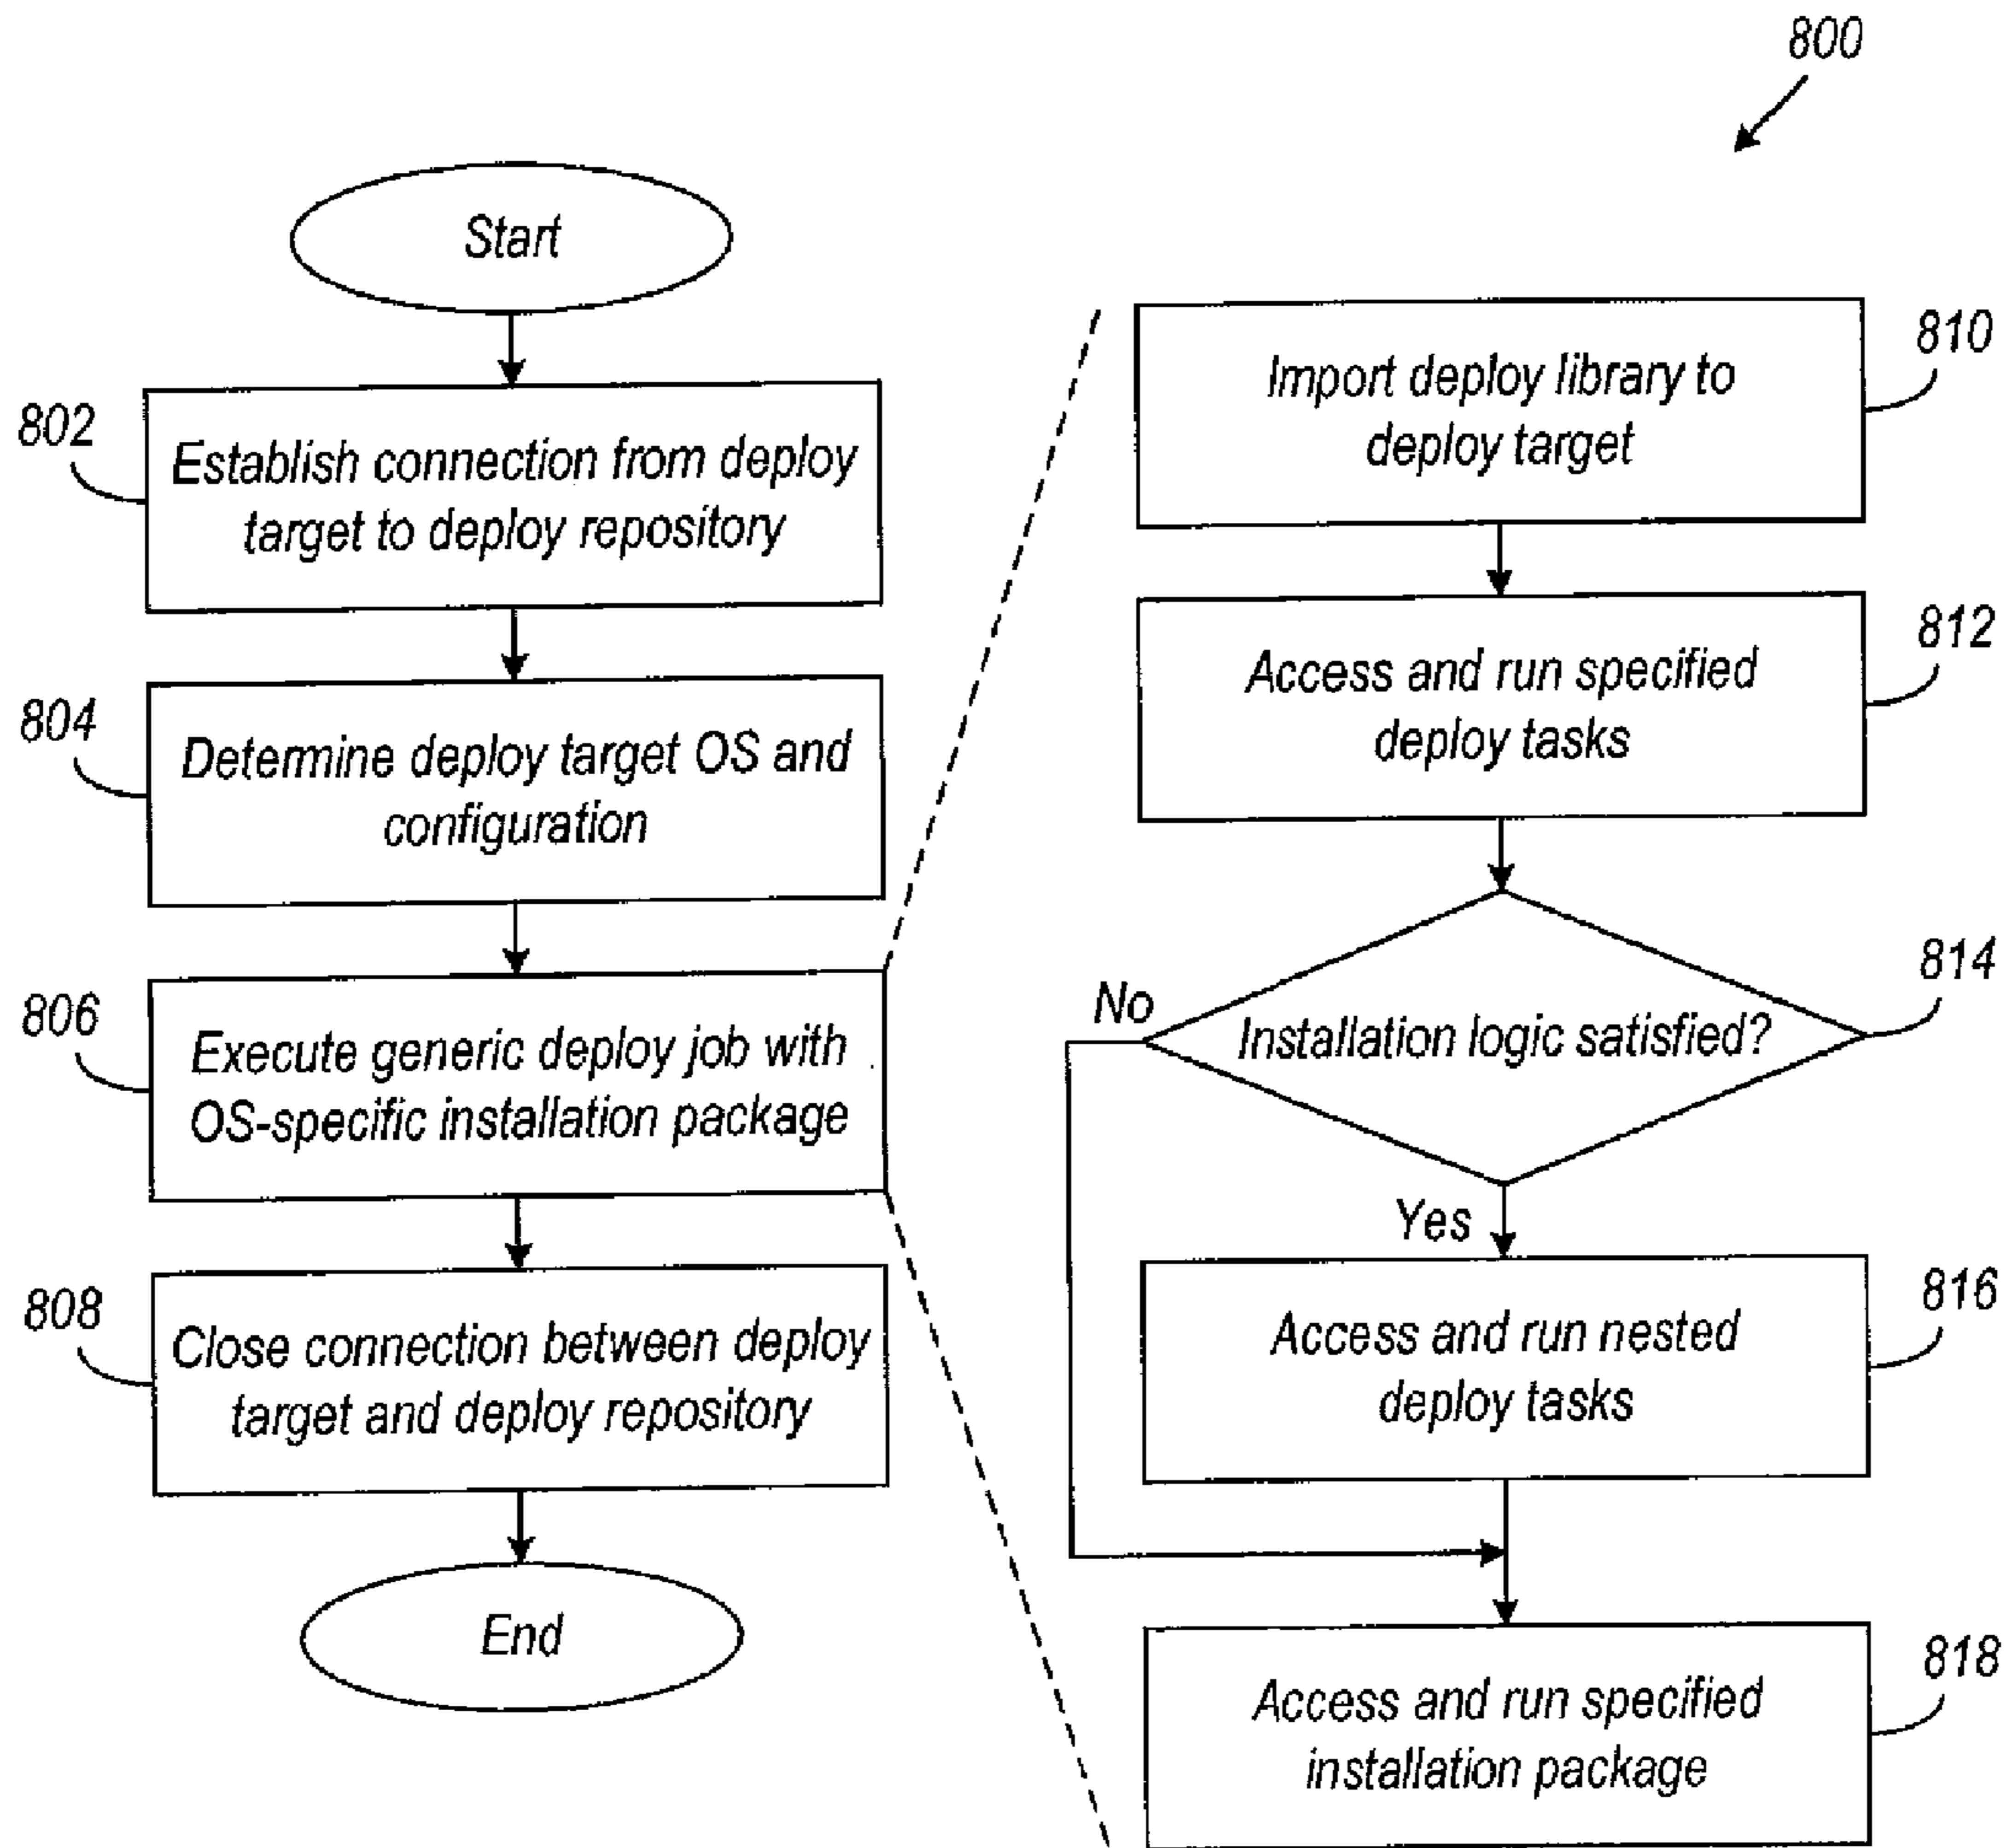 800
Start
802
Establish connection from deploy
target to deploy repository
804
Determine deploy target OS and
configuration
806
Execute generic deploy job with
OS-specific installation package
808
Close connection between deploy
target and deploy repository
End
810
Import deploy library to
deploy target
812
Access and run specified
deploy tasks
814
Installation logic satisfied?
No
Yes
816
Access and run nested
deploy tasks
818
Access and run specified
installation package